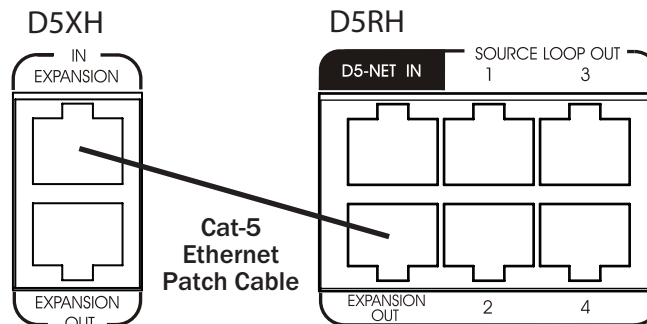 D5XH
IN
EXPANSION
EXPANSION
OUT
Cat-5
Ethernet
Patch Cable
D5RH
D5-NET IN
SOURCE LOOP OUT
1 3
EXPANSION
OUT
2 4